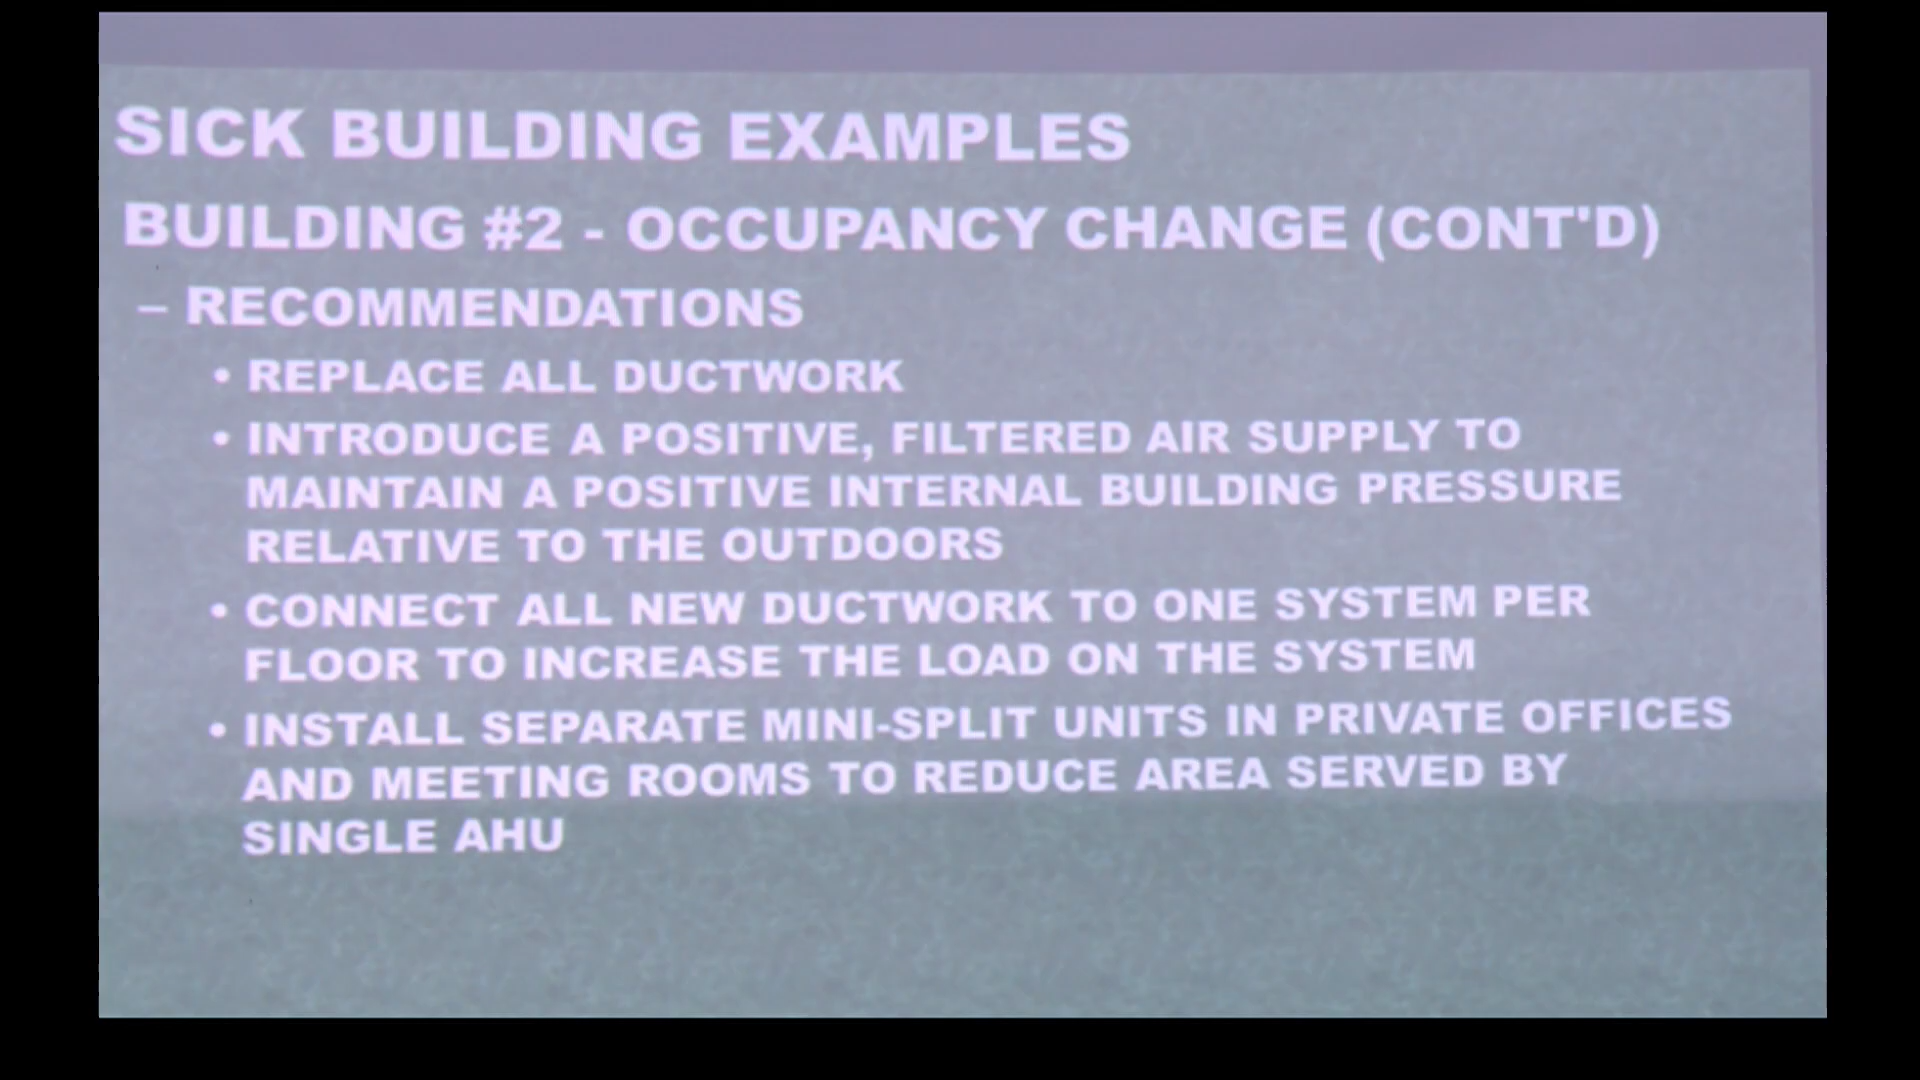 SICK BUILDING EXAMPLES
BUILDING #2 - OCCUPANCY CHANGE (CONT'D)
– RECOMMENDATIONS
• REPLACE ALL DUCTWORK
• INTRODUCE A POSITIVE, FILTERED AIR SUPPLY TO
MAINTAIN A POSITIVE INTERNAL BUILDING PRESSURE
RELATIVE TO THE OUTDOORS
• CONNECT ALL NEW DUCTWORK TO ONE SYSTEM PER
FLOOR TO INCREASE THE LOAD ON THE SYSTEM
• INSTALL SEPARATE MINI-SPLIT UNITS IN PRIVATE OFFICES
AND MEETING ROOMS TO REDUCE AREA SERVED BY
SINGLE AHU